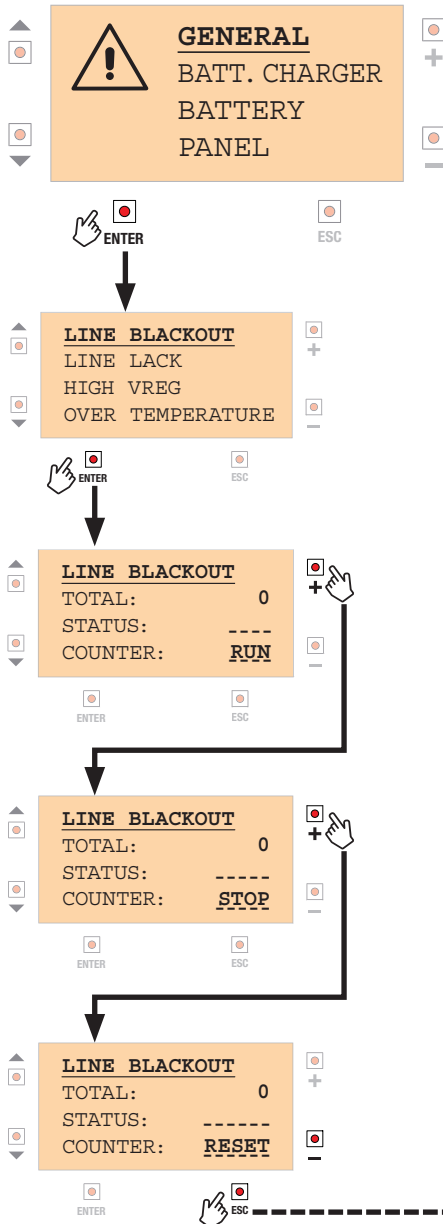 GENERAL
BATT. CHARGER
BATTERY
PANEL
+
−
ENTER
ESC
LINE BLACKOUT
LINE LACK
HIGH VREG
OVER TEMPERATURE
+
−
ENTER
ESC
LINE BLACKOUT
TOTAL: 0
STATUS: ----
COUNTER: RUN
+
−
ENTER
ESC
LINE BLACKOUT
TOTAL: 0
STATUS: -----
COUNTER: STOP
+
−
ENTER
ESC
LINE BLACKOUT
TOTAL: 0
STATUS: ------
COUNTER: RESET
+
−
ENTER
ESC